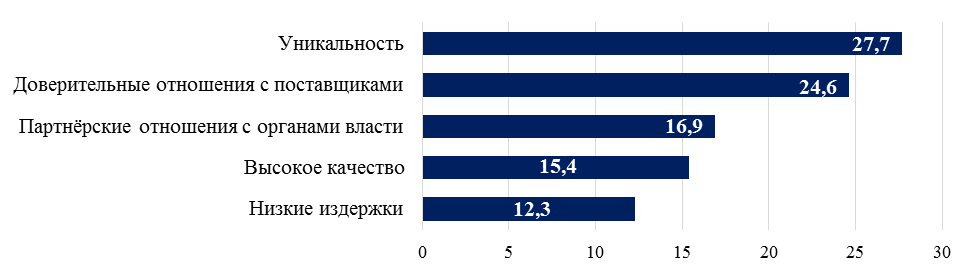 Уникальность 27,7
Доверительные отношения с поставщиками 24,6
Партнёрские отношения с органами власти 16,9
Высокое качество 15,4
Низкие издержки 12,3
0 5 10 15 20 25 30